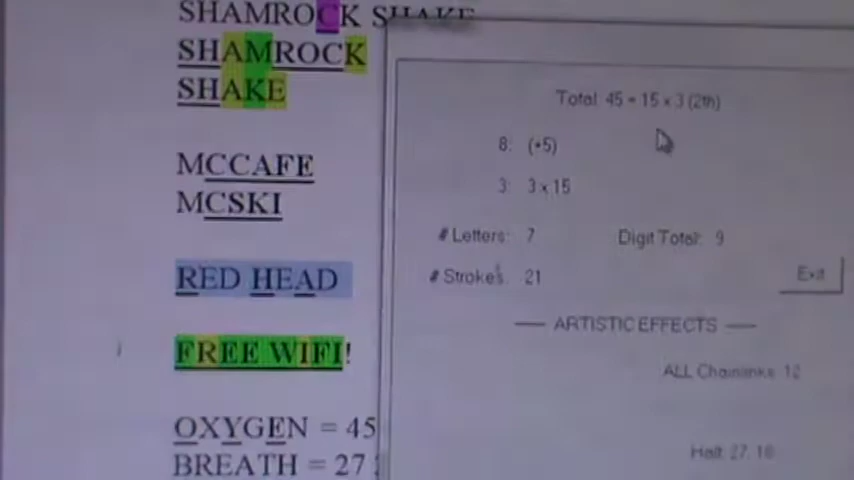 SHAMROCK SHAKE
SHAMROCK
SHAKE
MCCAFE
MCSKI
RED HEAD
FREE WIFI!
OXYGEN = 45
BREATH = 27
Total: 45 = 15 x 3 (2th)
8: (+5)
3: 3 x 15
# Letters: 7
Digit Total: 9
# Strokes: 21
Exit
ARTISTIC EFFECTS
ALL Chainlinks: 12
Half: 27, 18